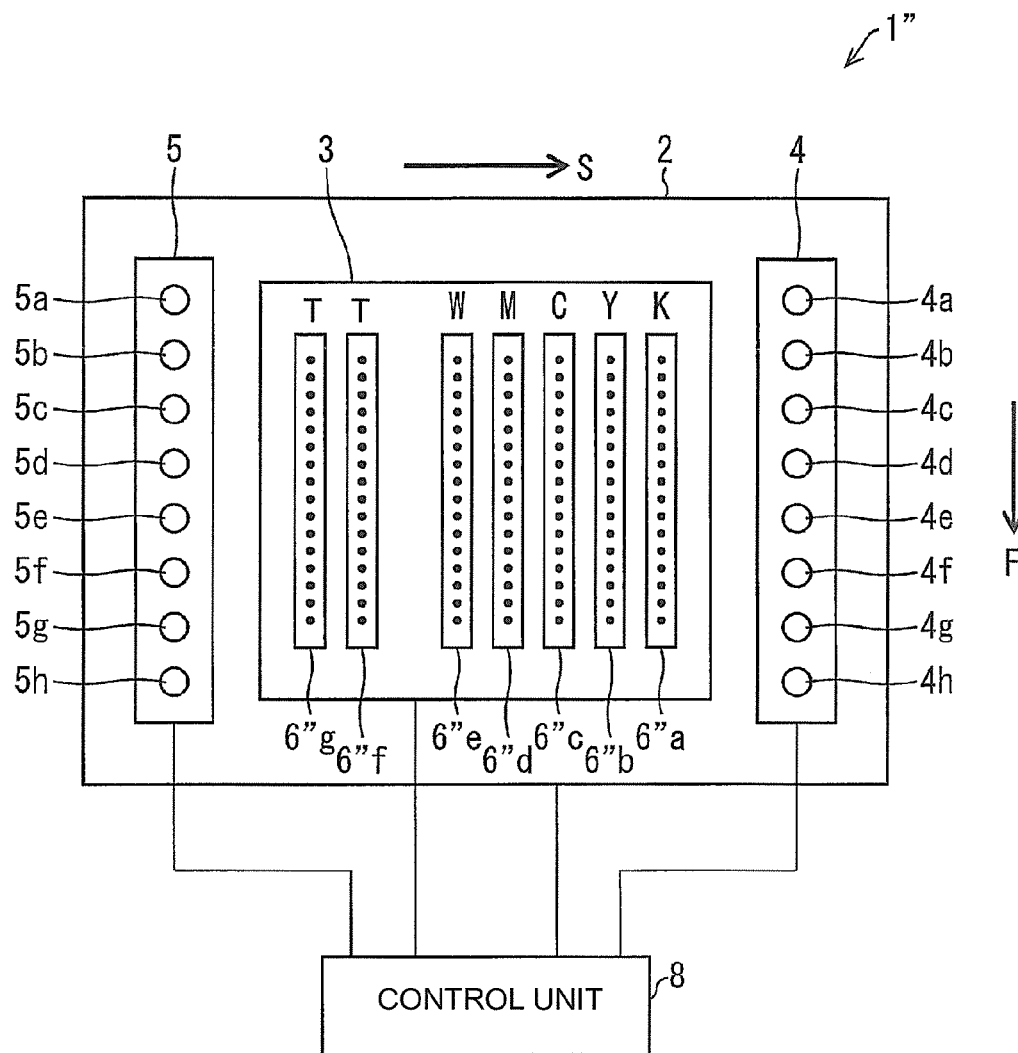 1”
5 3 S 2 4
T T W M C Y K
5a 4a
5b 4b
5c 4c
5d 4d
5e 4e
5f 4f
5g 4g
5h 4h
F
6”g 6”f 6”e 6”d 6”c 6”b 6”a
CONTROL UNIT 8